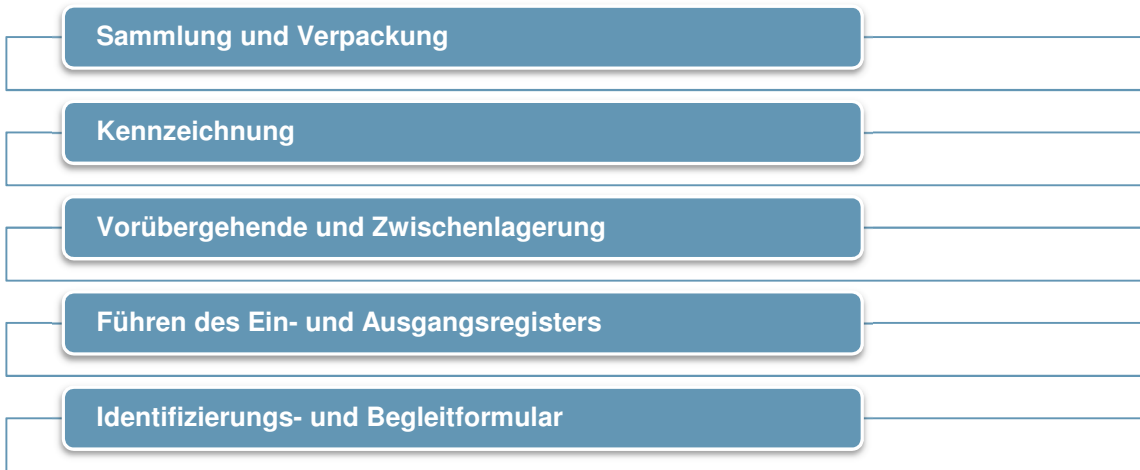 Sammlung und Verpackung
Kennzeichnung
Vorübergehende und Zwischenlagerung
Führen des Ein- und Ausgangsregisters
Identifizierungs- und Begleitformular